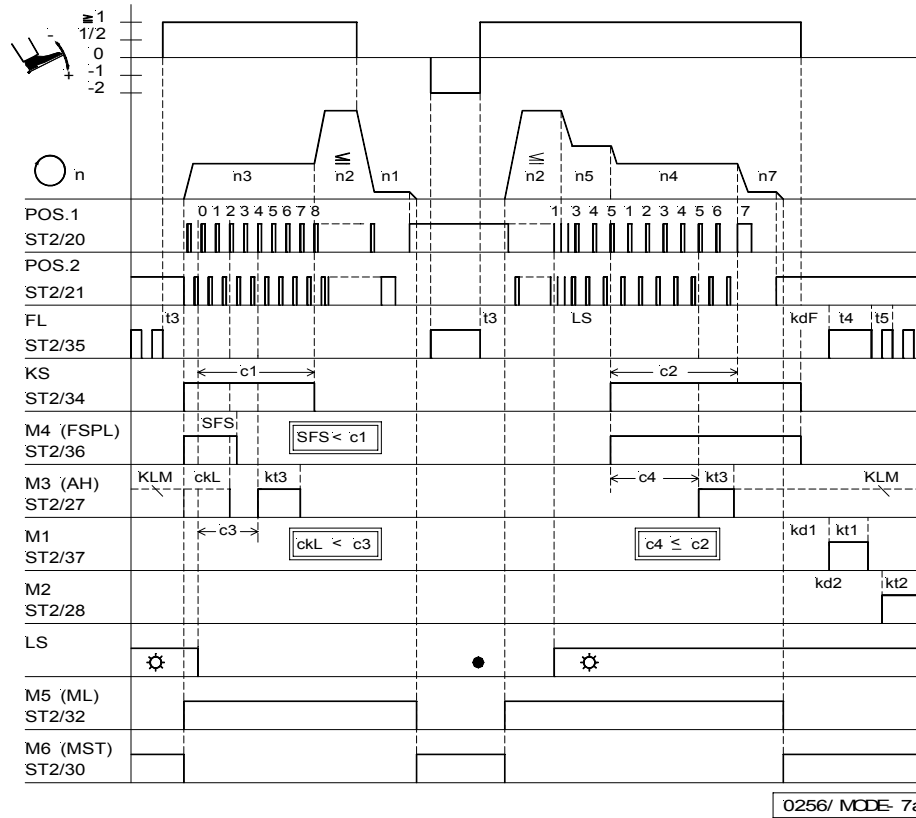 ≧1
1/2
0
-1
-2
-
+
n
n3
≦
n2
n1
≦
n2
n5
n4
n7
POS.1
ST2/20
0 1 2 3 4 5 6 7 8
1 3 4 5 1 2 3 4 5 6 7
POS.2
ST2/21
FL
ST2/35
t3
t3
LS
kdF
t4
t5
KS
ST2/34
c1
c2
M4 (FSPL)
ST2/36
SFS
SFS < c1
M3 (AH)
ST2/27
KLM
ckL
kt3
c4
kt3
KLM
c3
M1
ST2/37
ckL < c3
c4 ≤ c2
kd1
kt1
M2
ST2/28
kd2
kt2
LS
M5 (ML)
ST2/32
M6 (MST)
ST2/30
0256/ MODE- 7a